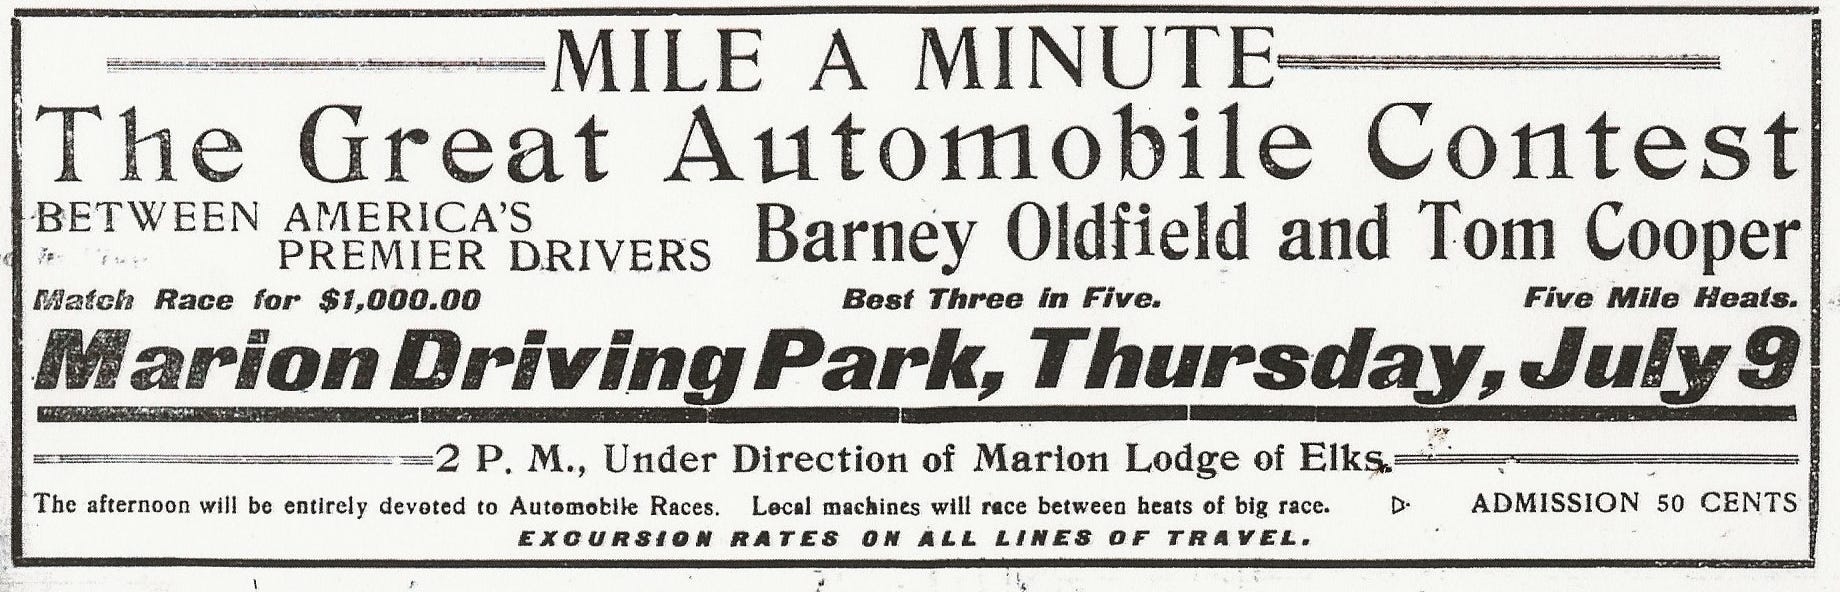 MILE A MINUTE
The Great Automobile Contest
BETWEEN AMERICA'S
PREMIER DRIVERS
Barney Oldfield and Tom Cooper
Match Race for $1,000.00 Best Three in Five. Five Mile Heats.
Marion Driving Park, Thursday, July 9
2 P. M., Under Direction of Marion Lodge of Elks.
The afternoon will be entirely devoted to Automobile Races. Local machines will race between heats of big race. ADMISSION 50 CENTS
EXCURSION RATES ON ALL LINES OF TRAVEL.